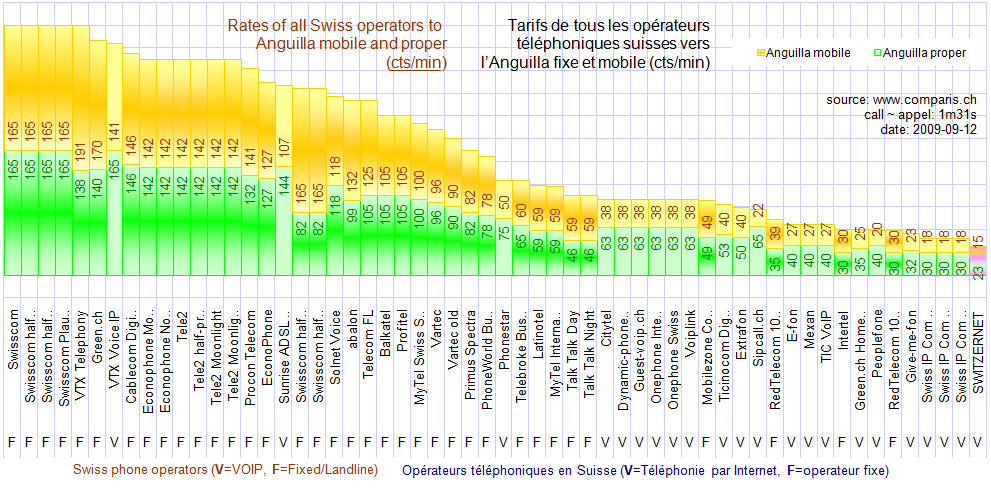 Rates of all Swiss operators to
Anguilla mobile and proper
(cts/min)
Tarifs de tous les opérateurs
téléphoniques suisses vers
l'Anguilla fixe et mobile (cts/min)
Anguilla mobile
Anguilla proper
source: www.comparis.ch
call ~ appel: 1m31s
date: 2009-09-12
165 165 165 165 191 170 141 146 142 142 142 142 142 142 141 127 107 165 165 118 132 125 105 105 100 96 90 82 78 50 60 59 59 59 59 38 38 38 38 38 38 49 40 40 22 39 27 27 27 30 25 20 30 23 18 18 18 15
165 165 165 165 138 140 165 146 142 142 142 142 142 142 132 127 144 82 82 118 99 105 105 105 100 96 90 82 78 75 65 59 59 46 46 63 63 63 63 63 63 49 53 50 65 35 40 40 40 30 35 40 30 32 30 30 30 23
Swisscom
Swisscom half...
Swisscom half...
Swisscom Plau...
VTX Telephony
Green.ch
VTX Voice IP
Cablecom Digi...
Econophone Mo...
Econophone No...
Tele2
Tele2 half-pr...
Tele2 Moonlight
Tele2 Moonlig...
Procon Telecom
EconoPhone
Sunrise ADSL ...
Swisscom half...
Swisscom half...
Solnet Voice
abalon
Telecom FL
Balkatel
Profitel
MyTel Swiss S...
Vartec
Vartec old
Primus Spectra
PhoneWorld Bu...
Phonestar
Telebroke Bus...
Latinotel
MyTel Interna...
Talk Talk Day
Talk Talk Night
Citytel
Dynamic-phone...
Guest-voip.ch
Onephone Inte...
Onephone Swiss
Voiplink
Mobilezone Co...
Ticinocom Dig...
Extrafon
Sipcall.ch
RedTelecom 10...
E-fon
Mexan
TIC VoIP
Intertel
Green.ch Home...
Peoplefone
RedTelecom 10...
Give-me-fon
Swiss IP Com ...
Swiss IP Com ...
Swiss IP Com ...
SWITZERNET
F F F F F F V F F F F F F F F F V F F F F F F F F F F F F V F F F F F V V V V V V F V V V F V V V F V V F V V V V V
Swiss phone operators (V=VOIP, F=Fixed/Landline)
Opérateurs téléphoniques en Suisse (V=Téléphonie par Internet, F=operateur fixe)